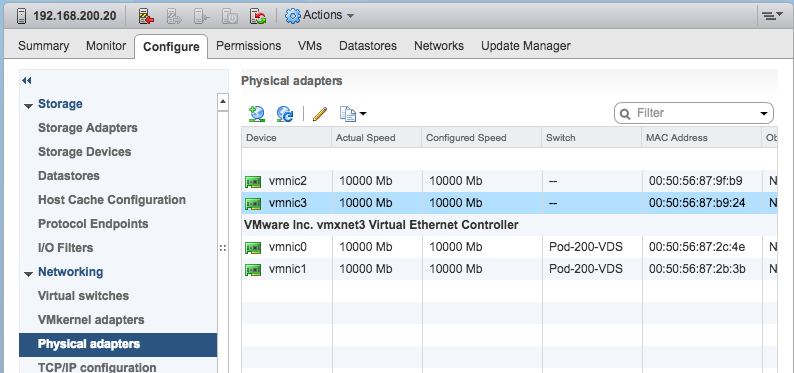 192.168.200.20 Actions
Summary Monitor Configure Permissions VMs Datastores Networks Update Manager
Physical adapters
Storage
Storage Adapters
Storage Devices
Datastores
Host Cache Configuration
Protocol Endpoints
I/O Filters
Networking
Virtual switches
VMkernel adapters
Physical adapters
TCP/IP configuration
Filter
Device Actual Speed Configured Speed Switch MAC Address Ob
vmnic2 10000 Mb 10000 Mb -- 00:50:56:87:9f:b9 N
vmnic3 10000 Mb 10000 Mb -- 00:50:56:87:b9:24 N
VMware Inc. vmxnet3 Virtual Ethernet Controller
vmnic0 10000 Mb 10000 Mb Pod-200-VDS 00:50:56:87:2c:4e N
vmnic1 10000 Mb 10000 Mb Pod-200-VDS 00:50:56:87:2b:3b N